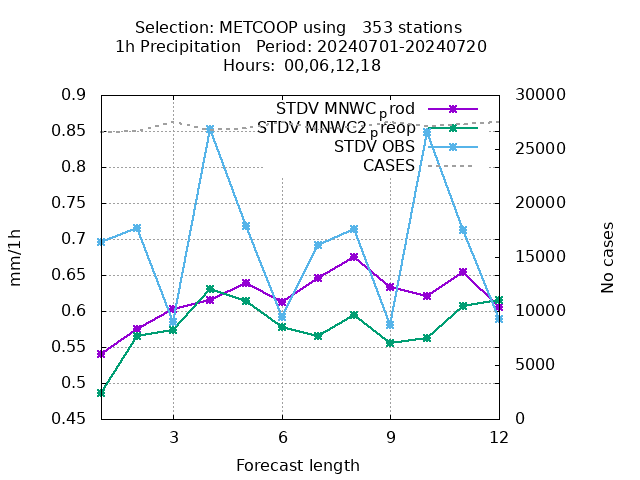 Selection: METCOOP using   353 stations
1h Precipitation   Period: 20240701-20240720
Hours: 00,06,12,18
0.9
0.85
0.8
0.75
0.7
0.65
0.6
0.55
0.5
0.45
mm/1h
STDV MNWCprod
STDV MNWC2preop
STDV OBS
CASES
30000
25000
20000
15000
10000
5000
0
No cases
3 6 9 12
Forecast length